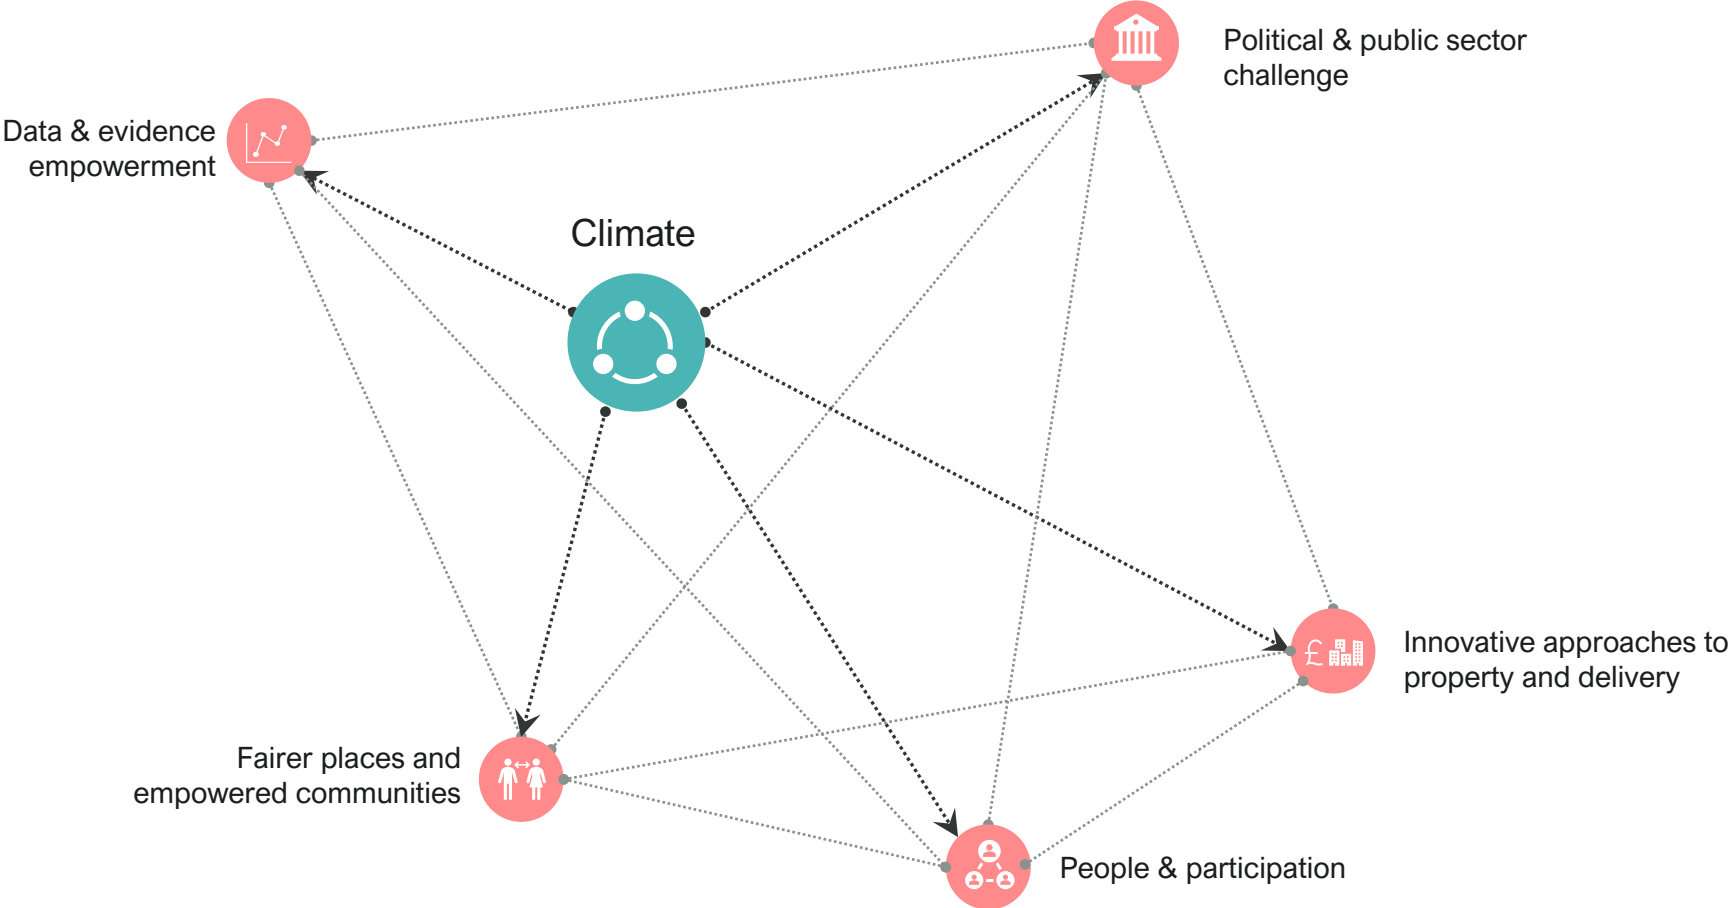 Political & public sector
challenge
Data & evidence
empowerment
Climate
Innovative approaches to
property and delivery
Fairer places and
empowered communities
£
People & participation